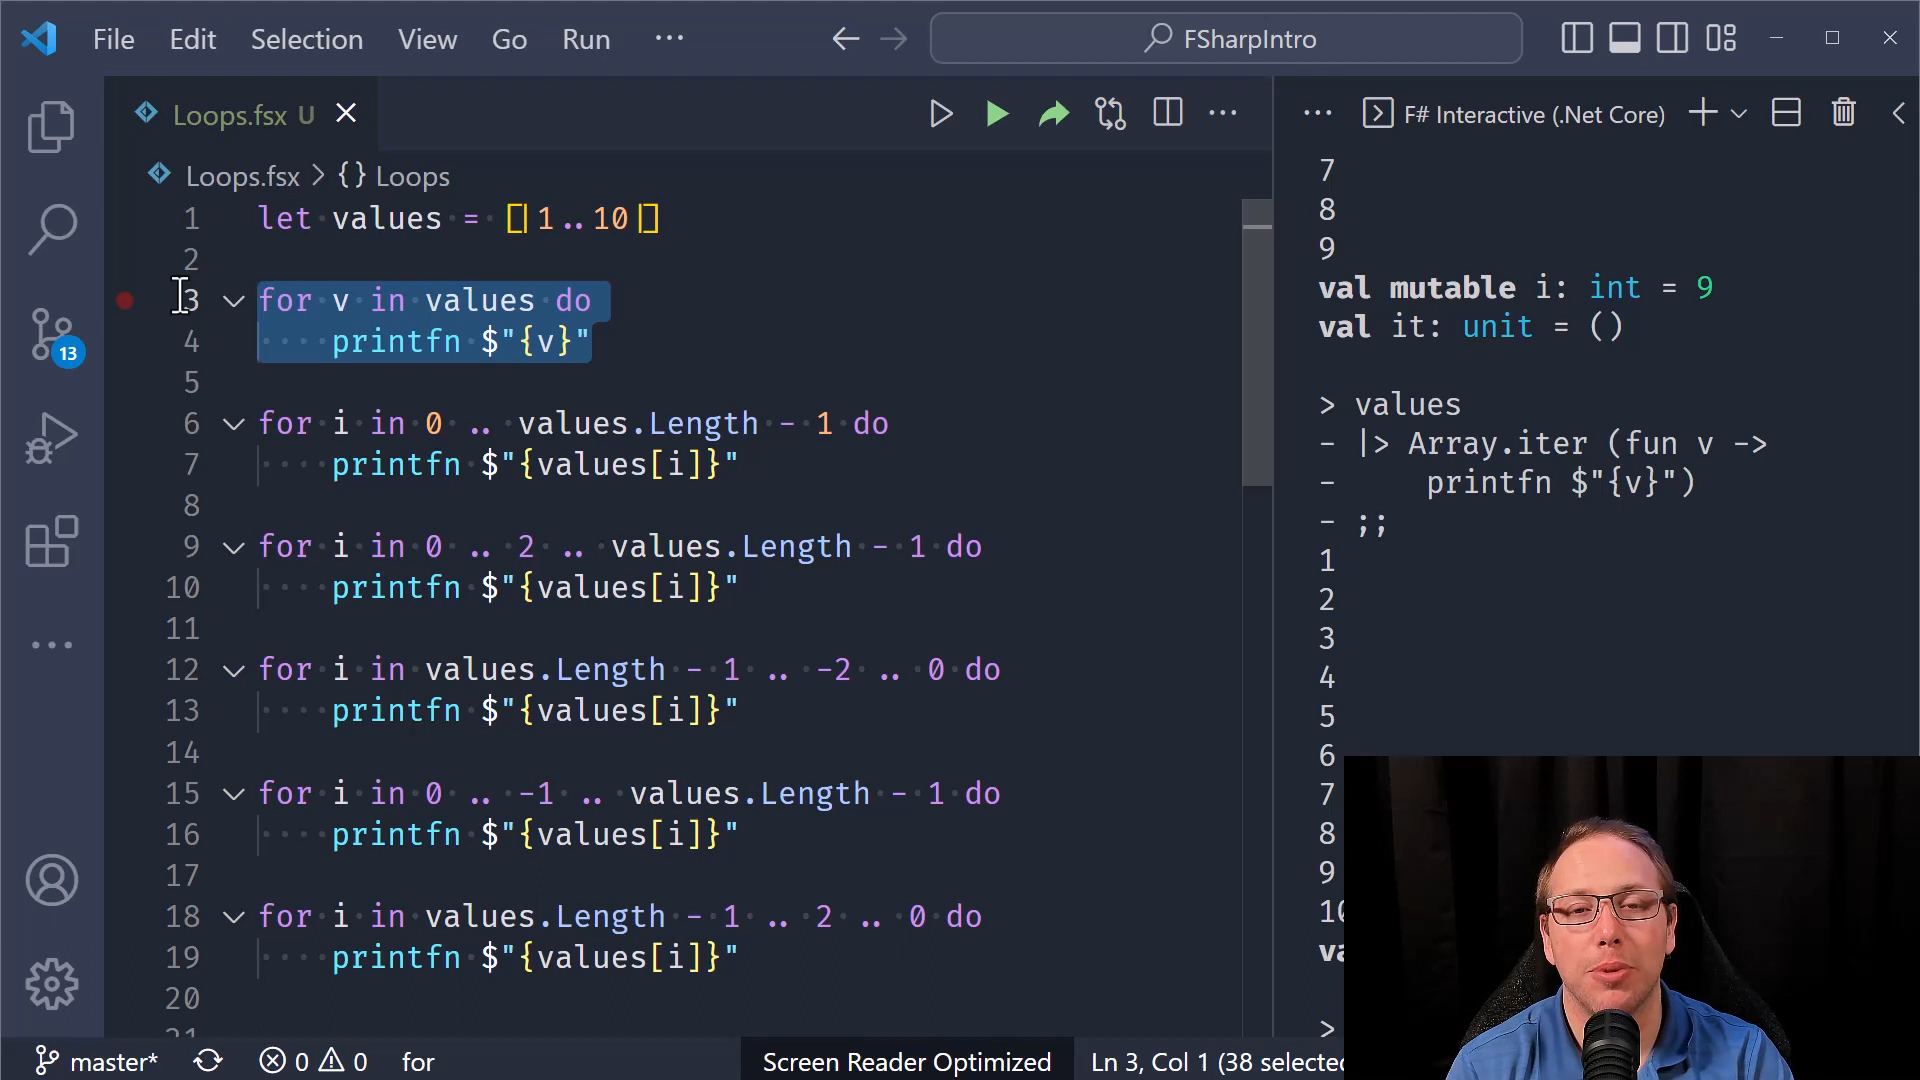 File Edit Selection View Go Run ··· FSharpIntro
Loops.fsx U
Loops.fsx > {} Loops
1 let values = [|1..10|]
2
3 for v in values do
4 ····printfn·$"{v}"
5
6 for i in 0 .. values.Length - 1 do
7 ····printfn·$"{values[i]}"
8
9 for i in 0 .. 2 .. values.Length - 1 do
10 ····printfn·$"{values[i]}"
11
12 for i in values.Length - 1 .. -2 .. 0 do
13 ····printfn·$"{values[i]}"
14
15 for i in 0 .. -1 .. values.Length - 1 do
16 ····printfn·$"{values[i]}"
17
18 for i in values.Length - 1 .. 2 .. 0 do
19 ····printfn·$"{values[i]}"
20
13
master* 0 0 for Screen Reader Optimized Ln 3, Col 1 (38 selected
F# Interactive (.Net Core)
7
8
9
val mutable i: int = 9
val it: unit = ()
> values
- |> Array.iter (fun v ->
-     printfn $"{v}")
- ;;
1
2
3
4
5
6
7
8
9
10
>